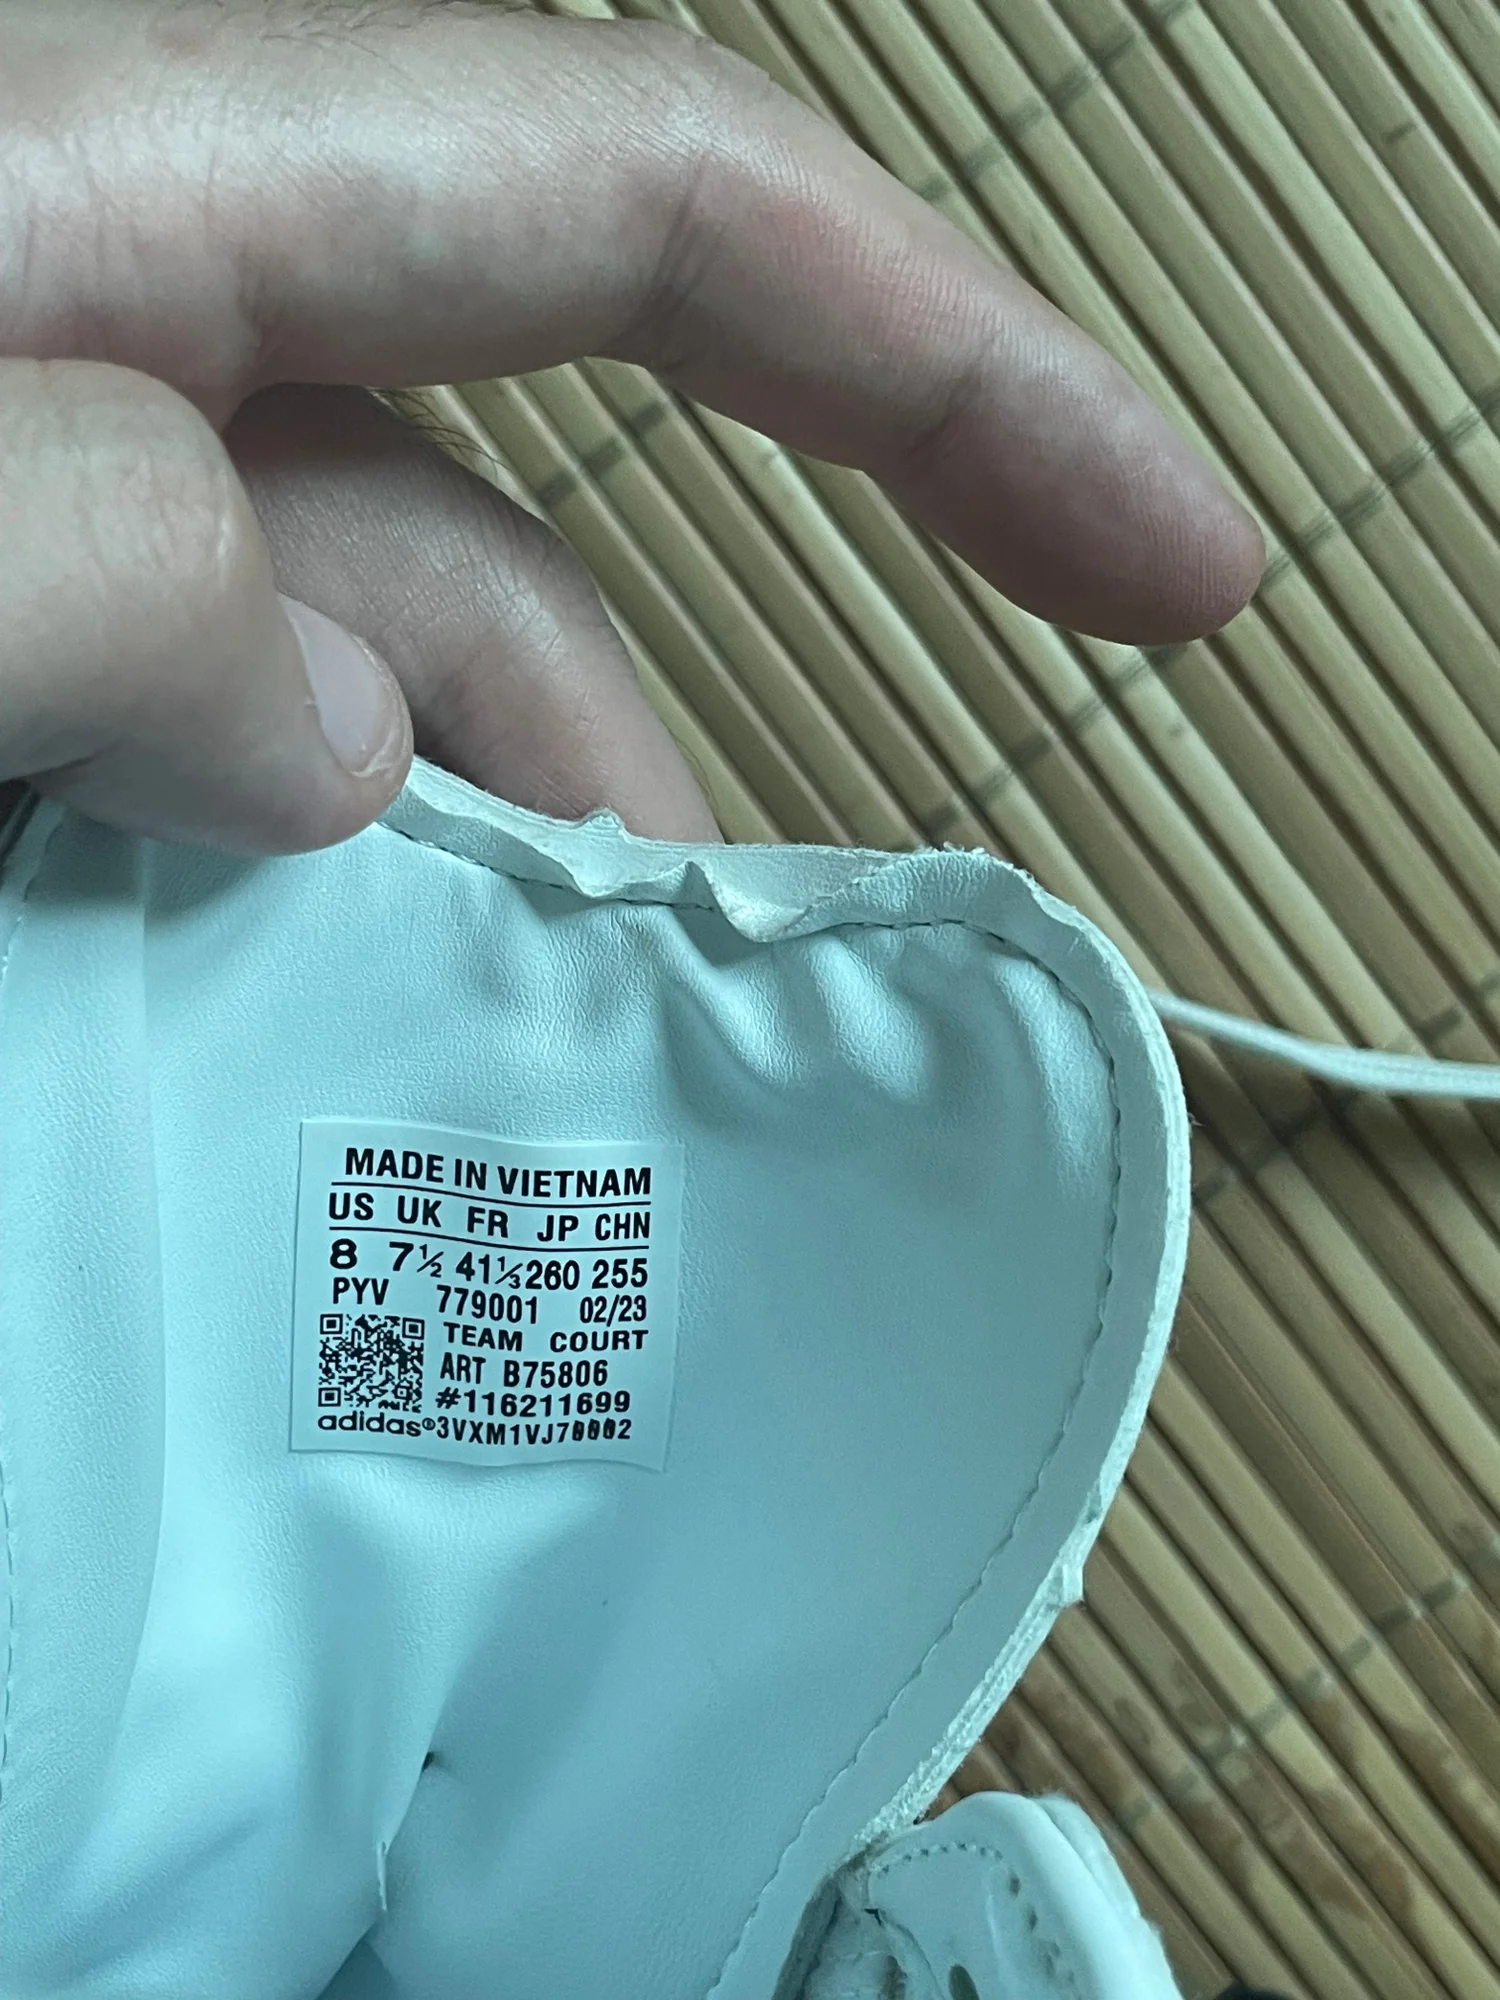 MADE IN VIETNAM
US UK FR JP CHN
8 7½ 41⅓ 260 255
PYV 779001 02/23
TEAM COURT
ART B75806
#116211699
adidas®